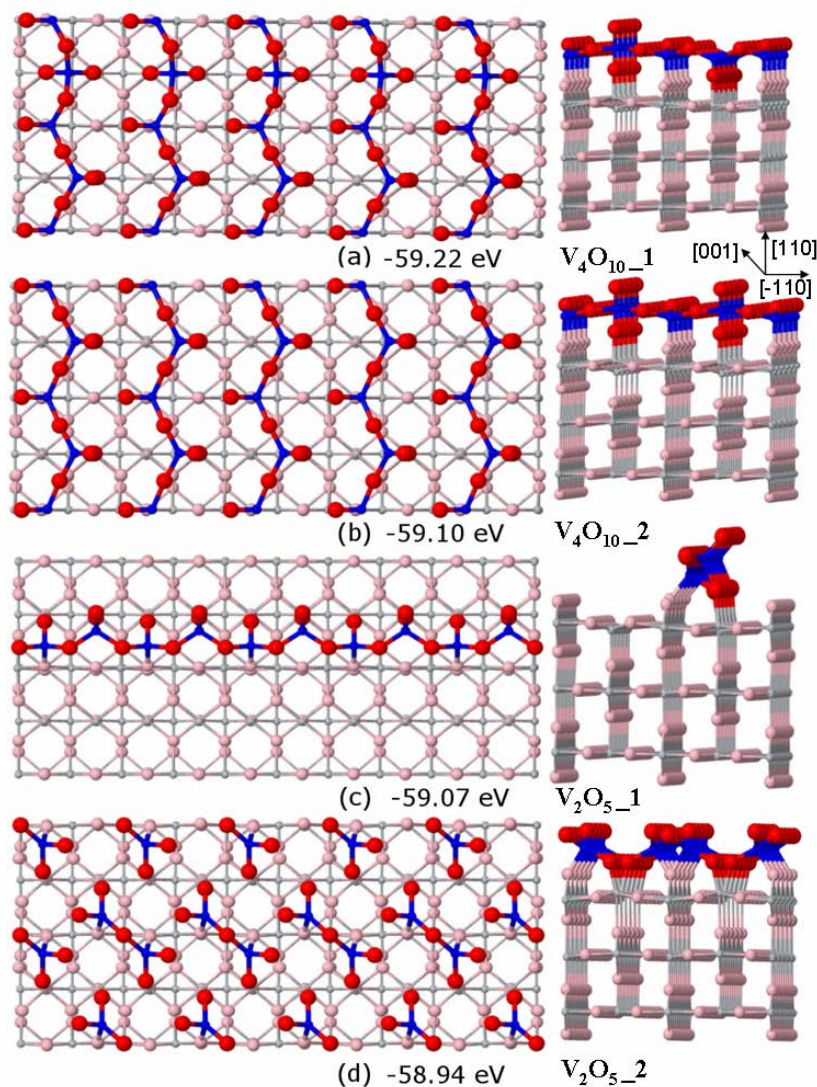 (a) -59.22 eV
V4O10_1
[110]
[001]
[-110]
(b) -59.10 eV
V4O10_2
(c) -59.07 eV
V2O5_1
(d) -58.94 eV
V2O5_2